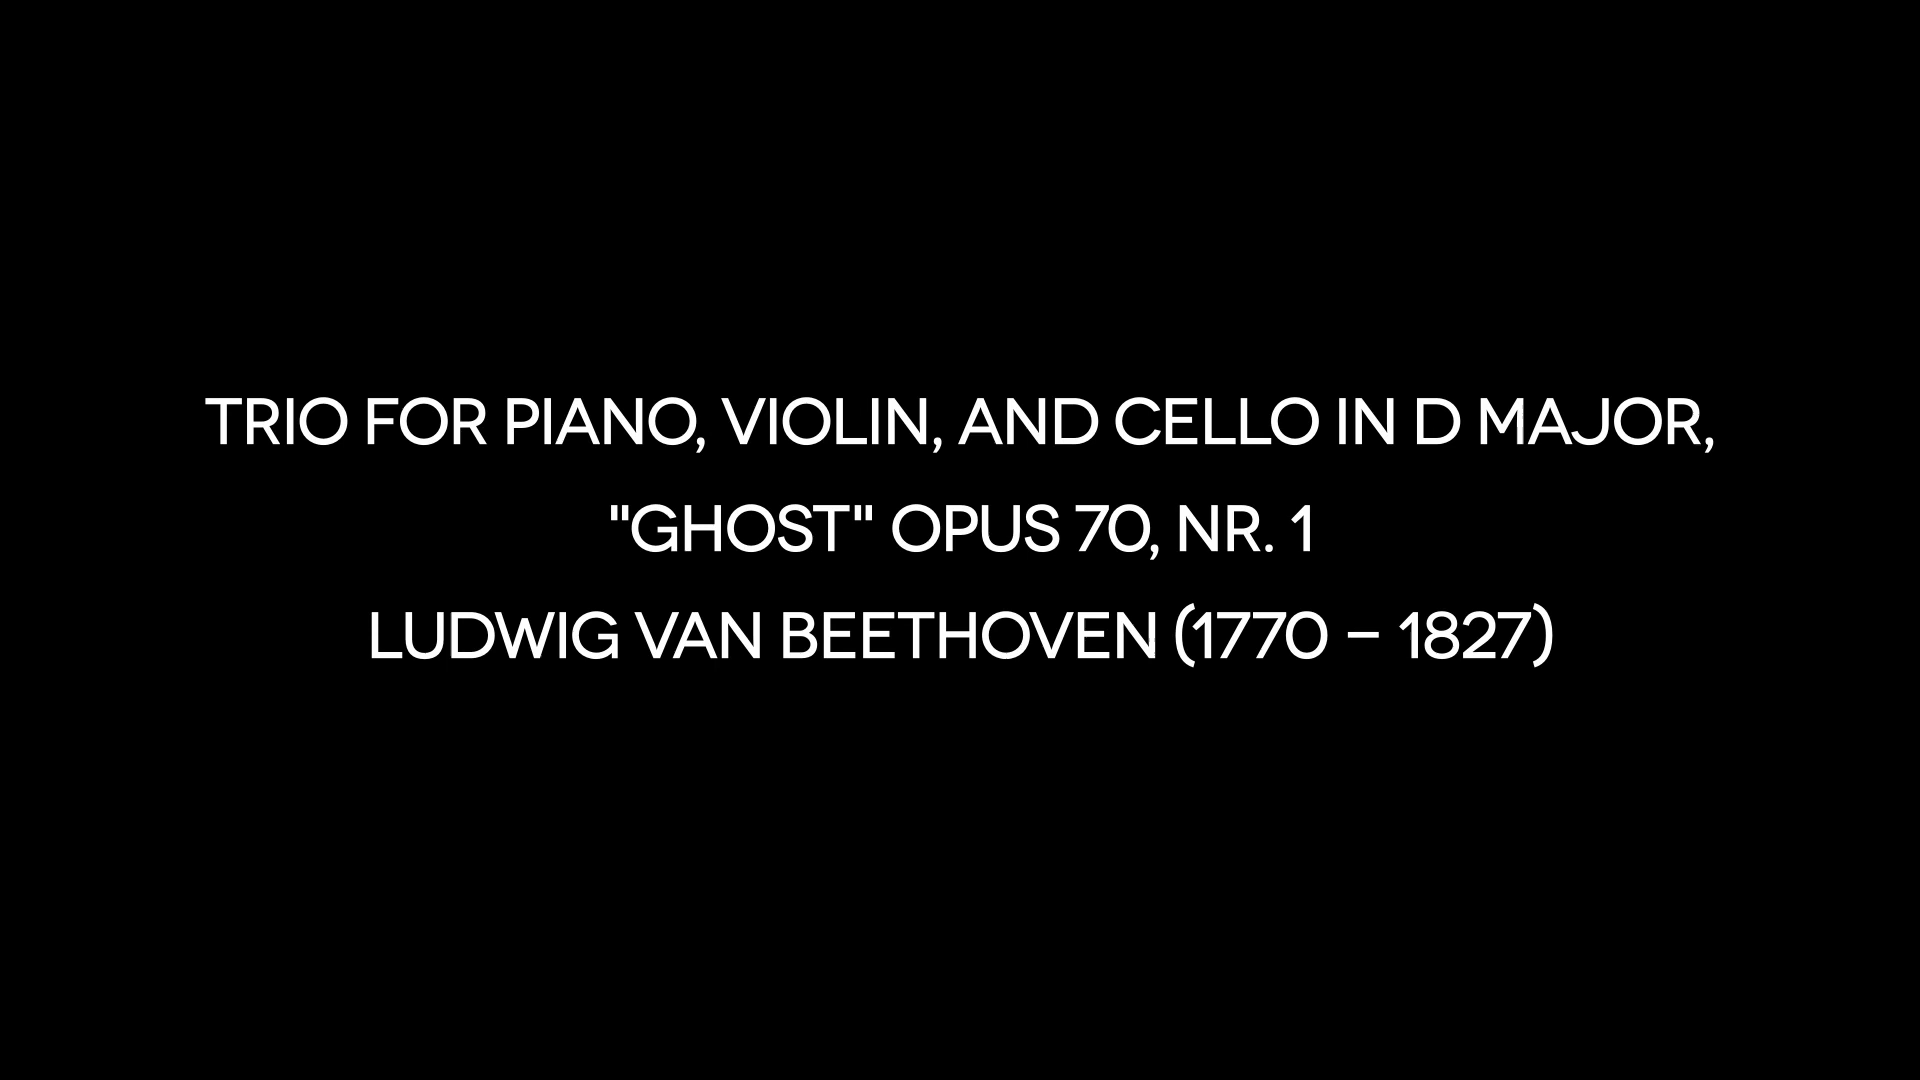 TRIO FOR PIANO, VIOLIN, AND CELLO IN D MAJOR,
"GHOST" OPUS 70, NR. 1
LUDWIG VAN BEETHOVEN (1770 – 1827)